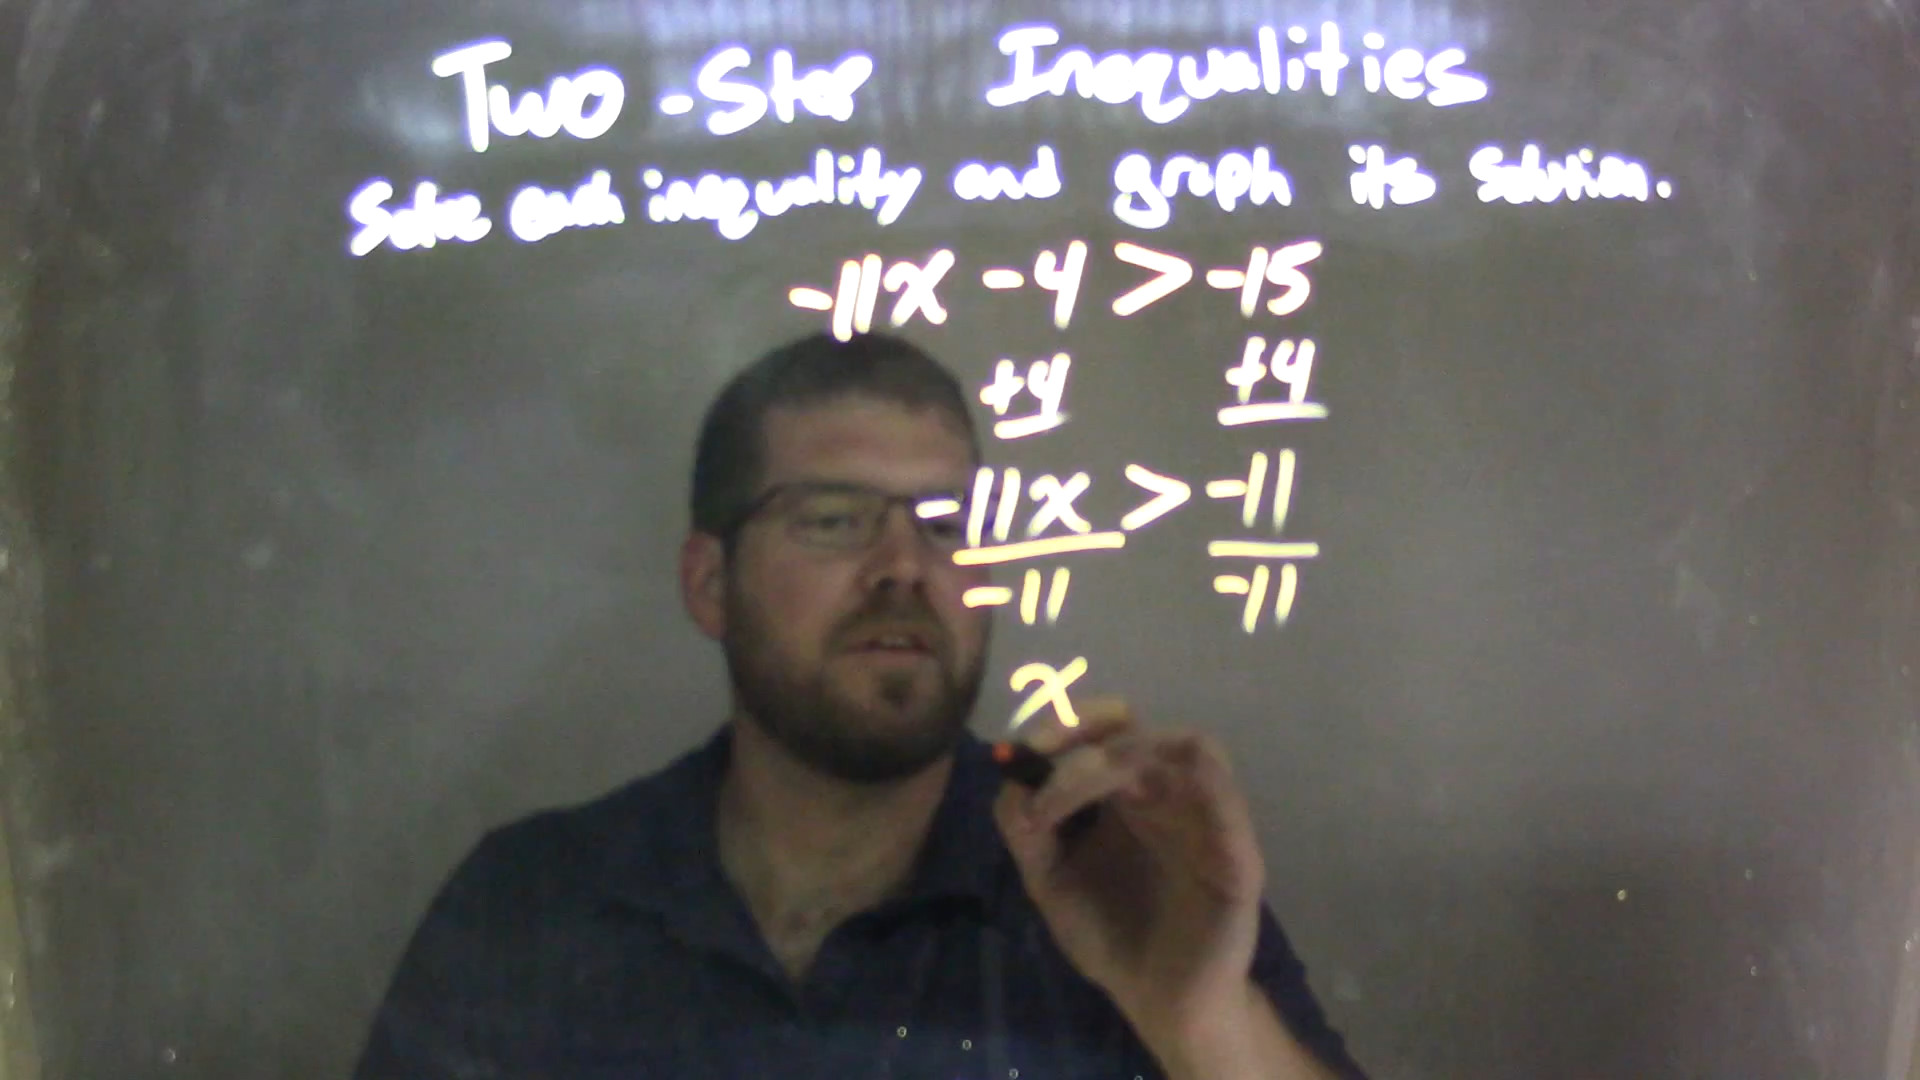 Two-Step Inequalities
Solve each inequality and graph its solution.
-11x - 4 > -15
+4 +4
-11x > -11
-11 -11
x